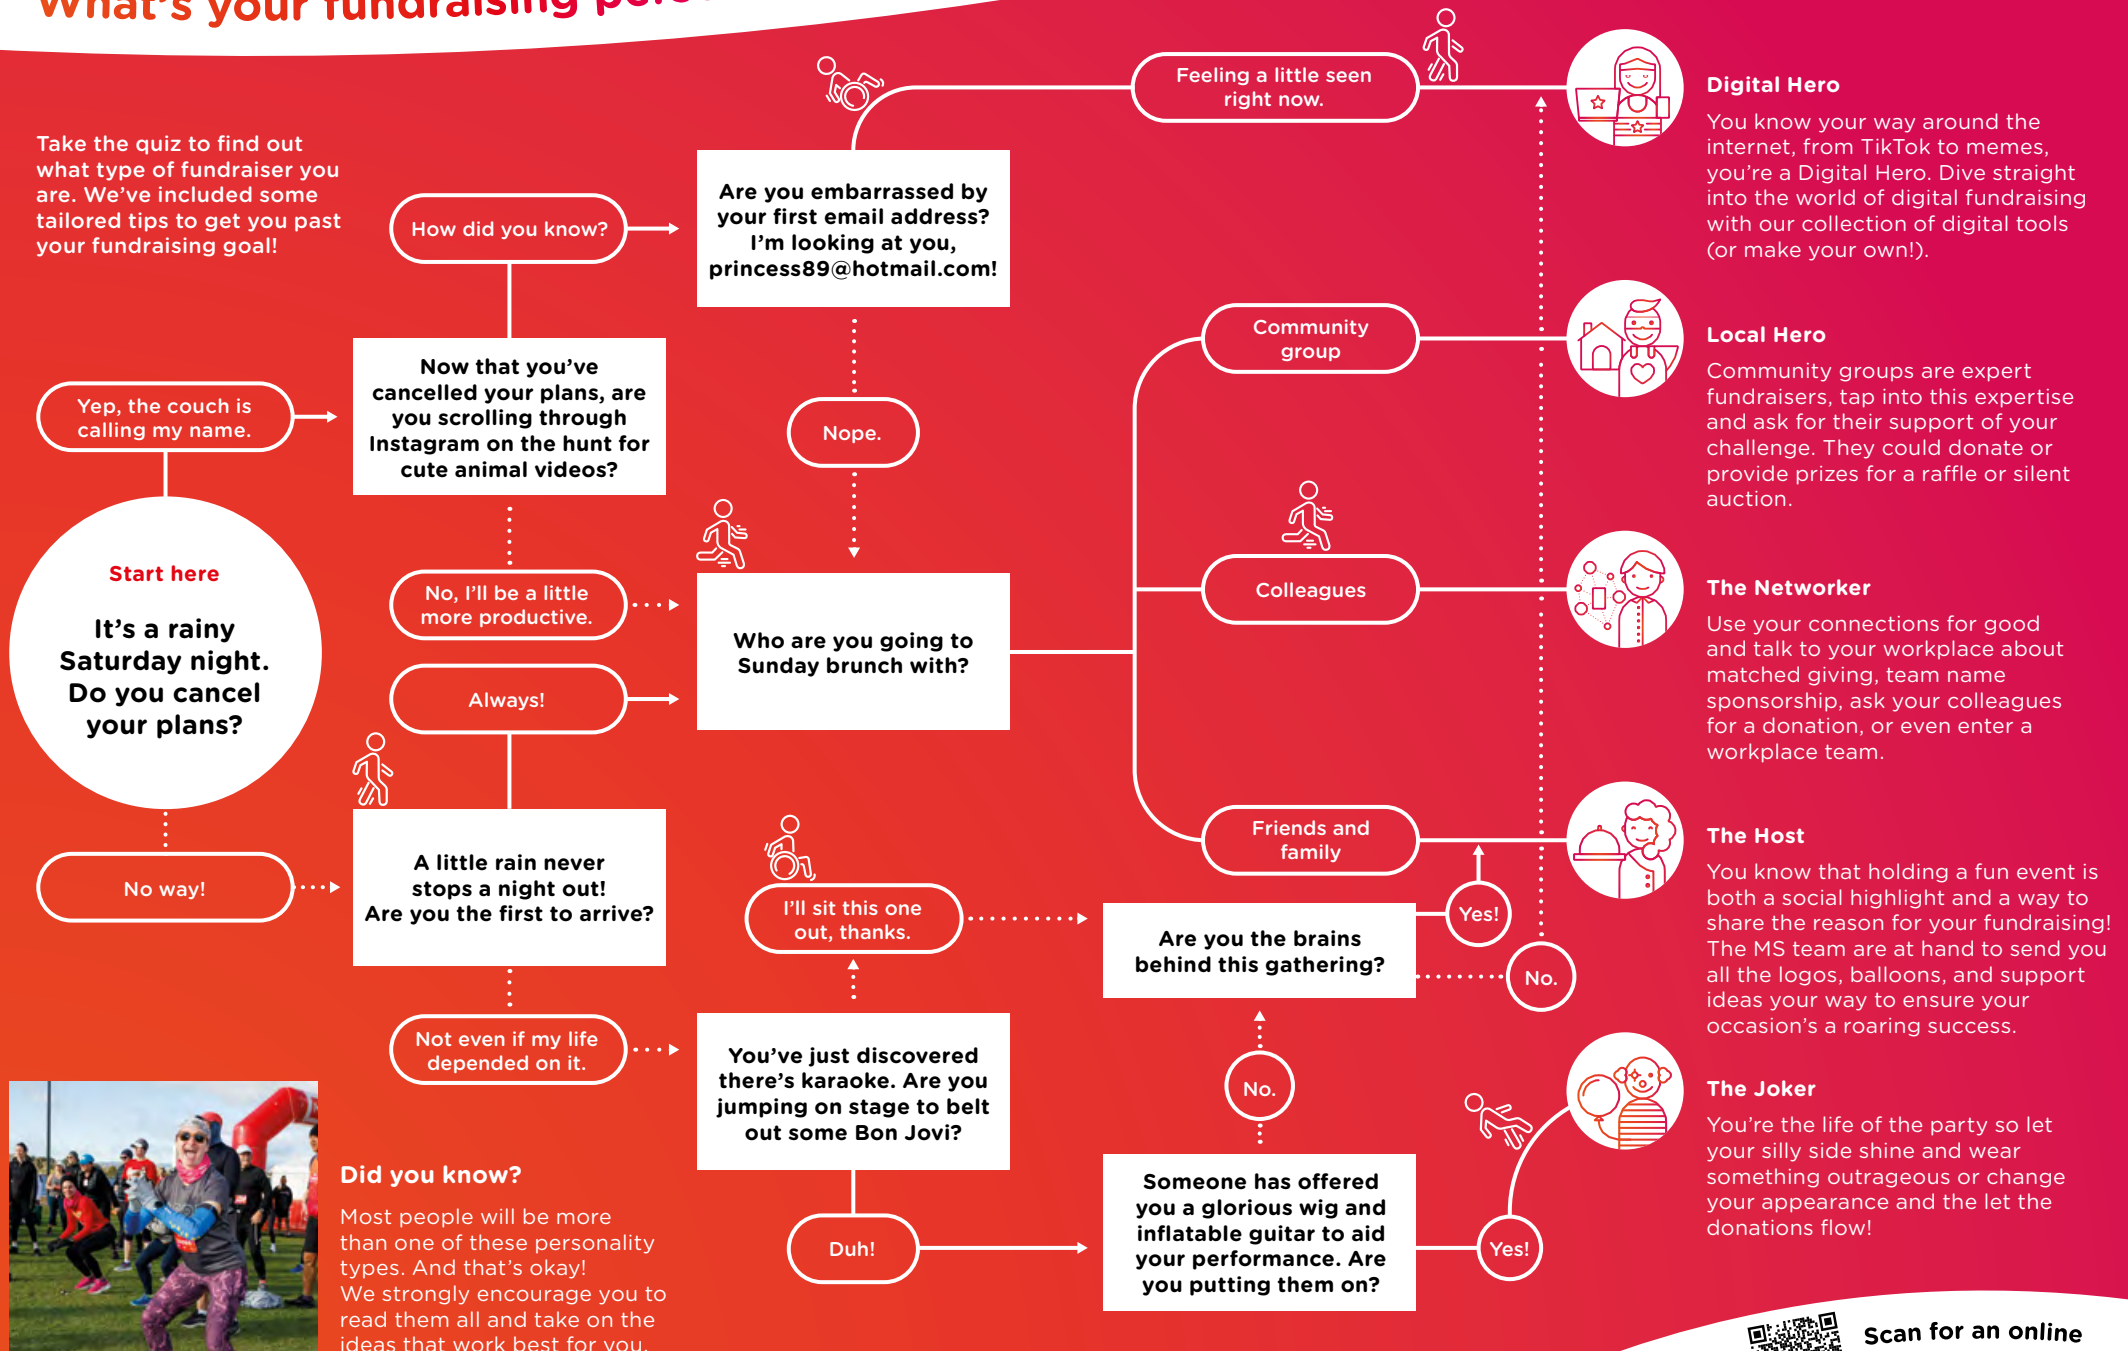 What's your fundraising
Take the quiz to find out
what type of fundraiser you
are. We've included some
tailored tips to get you past
your fundraising goal!
Start here
It's a rainy
Saturday night.
Do you cancel
your plans?
Yep, the couch is
calling my name.
No way!
Now that you've
cancelled your plans, are
you scrolling through
Instagram on the hunt for
cute animal videos?
How did you know?
No, I'll be a little
more productive.
A little rain never
stops a night out!
Are you the first to arrive?
Always!
Not even if my life
depended on it.
Are you embarrassed by
your first email address?
I'm looking at you,
princess89@hotmail.com!
Feeling a little seen
right now.
Nope.
Who are you going to
Sunday brunch with?
Community
group
Colleagues
Friends and
family
You've just discovered
there's karaoke. Are you
jumping on stage to belt
out some Bon Jovi?
I'll sit this one
out, thanks.
Duh!
Are you the brains
behind this gathering?
Yes!
No.
Someone has offered
you a glorious wig and
inflatable guitar to aid
your performance. Are
you putting them on?
No.
Yes!
Digital Hero
You know your way around the
internet, from TikTok to memes,
you're a Digital Hero. Dive straight
into the world of digital fundraising
with our collection of digital tools
(or make your own!).
Local Hero
Community groups are expert
fundraisers, tap into this expertise
and ask for their support of your
challenge. They could donate or
provide prizes for a raffle or silent
auction.
The Networker
Use your connections for good
and talk to your workplace about
matched giving, team name
sponsorship, ask your colleagues
for a donation, or even enter a
workplace team.
The Host
You know that holding a fun event is
both a social highlight and a way to
share the reason for your fundraising!
The MS team are at hand to send you
all the logos, balloons, and support
ideas your way to ensure your
occasion's a roaring success.
The Joker
You're the life of the party so let
your silly side shine and wear
something outrageous or change
your appearance and the let the
donations flow!
Did you know?
Most people will be more
than one of these personality
types. And that's okay!
We strongly encourage you to
read them all and take on the
ideas that work best for you.
Scan for an online